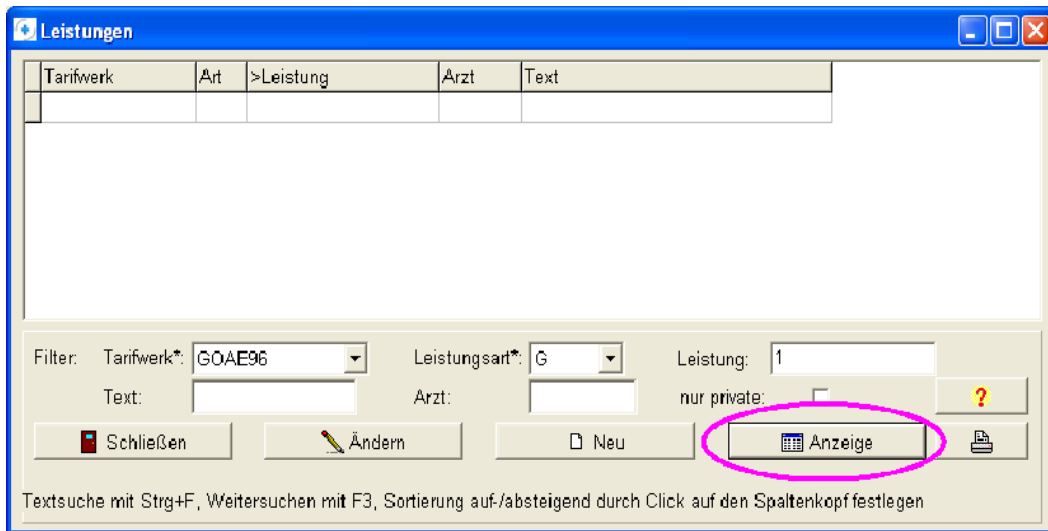 Leistungen
Tarifwerk Art >Leistung Arzt Text
Filter: Tarifwerk*: GOAE96 Leistungsart*: G Leistung: 1
Text: Arzt: nur private: ?
Schließen Ändern Neu Anzeige
Textsuche mit Strg+F, Weitersuchen mit F3, Sortierung auf-/absteigend durch Click auf den Spaltenkopf festlegen